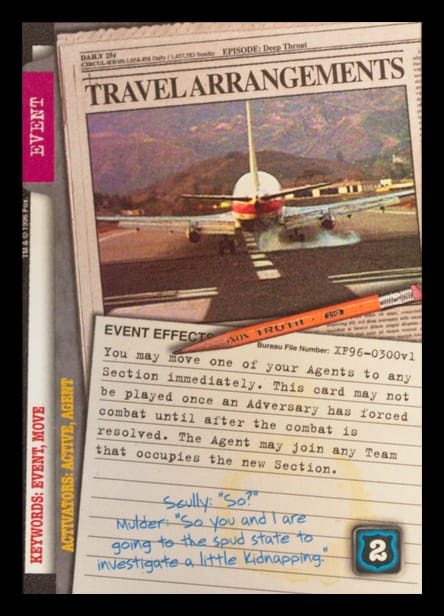 DAILY 25¢
EPISODE: Deep Throat
TRAVEL ARRANGEMENTS
EVENT
TM & © 1996 Fox.
TRUTH
EVENT EFFECTS
Bureau File Number: XF96-0300v1
You may move one of your Agents to any
Section immediately. This card may not
be played once an Adversary has forced
combat until after the combat is
resolved. The Agent may join any Team
that occupies the new Section.
Scully: "So?"
Mulder: "So you and I are
going to the spud state to
investigate a little kidnapping."
2
KEYWORDS: EVENT, MOVE
ACTIVATORS: ACTIVE, AGENT